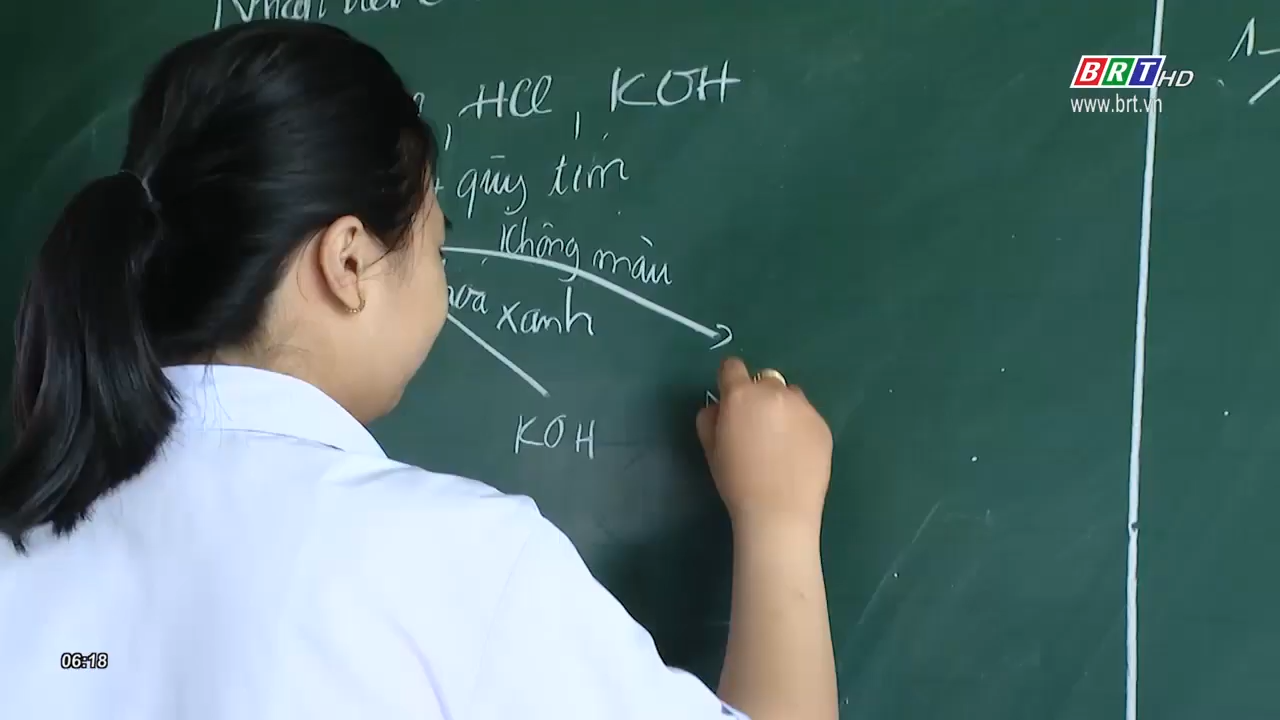 BRT HD
www.brt.vn
, HCl, KOH
+ quỳ tím
không màu
xanh
KOH
06:18